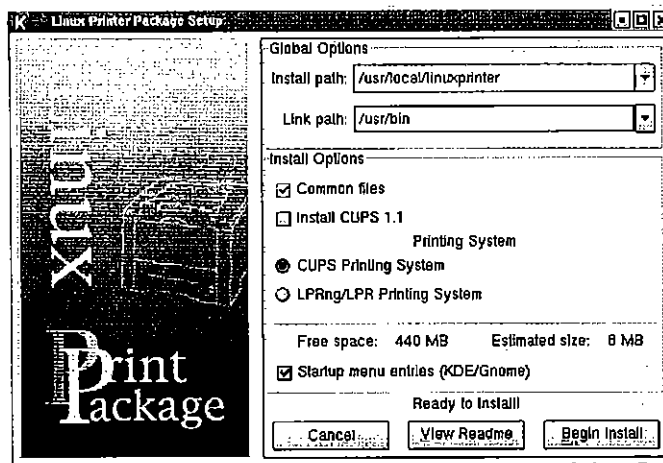 Linux Printer Package Setup
Global Options
Install path: /usr/local/linuxprinter
Link path: /usr/bin
Install Options
Common files
Install CUPS 1.1
Printing System
CUPS Printing System
LPRng/LPR Printing System
Free space: 440 MB Estimated size: 8 MB
Startup menu entries (KDE/Gnome)
Ready to Install!
Cancel View Readme Begin Install
Linux
Print
Package